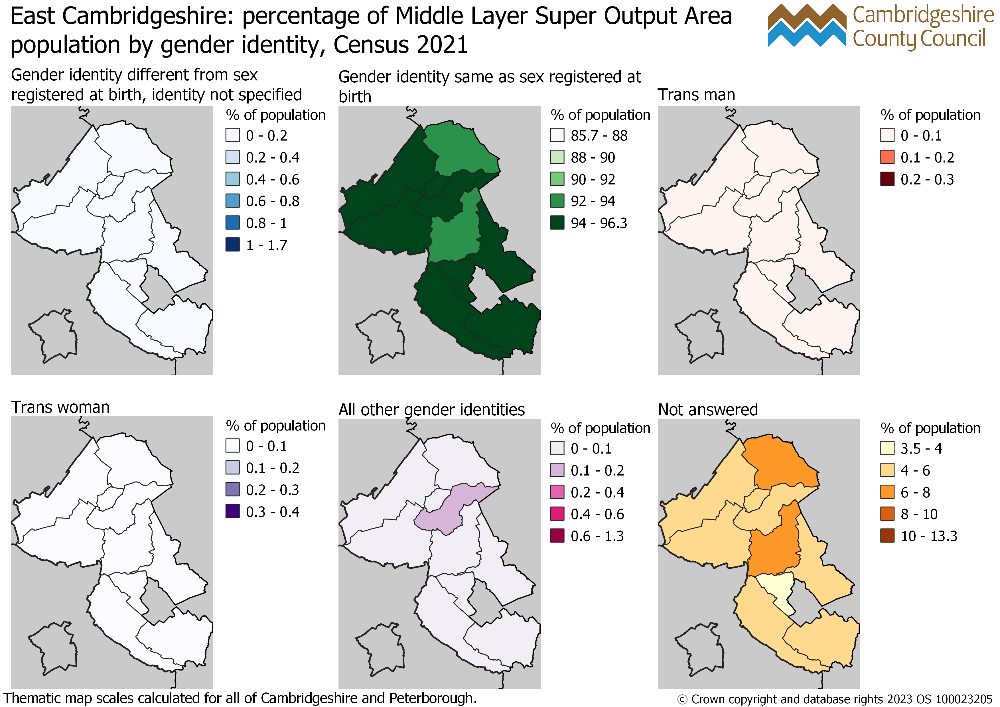 East Cambridgeshire: percentage of Middle Layer Super Output Area
population by gender identity, Census 2021
Cambridgeshire
County Council
Gender identity different from sex
registered at birth, identity not specified
% of population
0 - 0.2
0.2 - 0.4
0.4 - 0.6
0.6 - 0.8
0.8 - 1
1 - 1.7
Gender identity same as sex registered at
birth
% of population
85.7 - 88
88 - 90
90 - 92
92 - 94
94 - 96.3
Trans man
% of population
0 - 0.1
0.1 - 0.2
0.2 - 0.3
Trans woman
% of population
0 - 0.1
0.1 - 0.2
0.2 - 0.3
0.3 - 0.4
All other gender identities
% of population
0 - 0.1
0.1 - 0.2
0.2 - 0.4
0.4 - 0.6
0.6 - 1.3
Not answered
% of population
3.5 - 4
4 - 6
6 - 8
8 - 10
10 - 13.3
Thematic map scales calculated for all of Cambridgeshire and Peterborough.
© Crown copyright and database rights 2023 OS 100023205